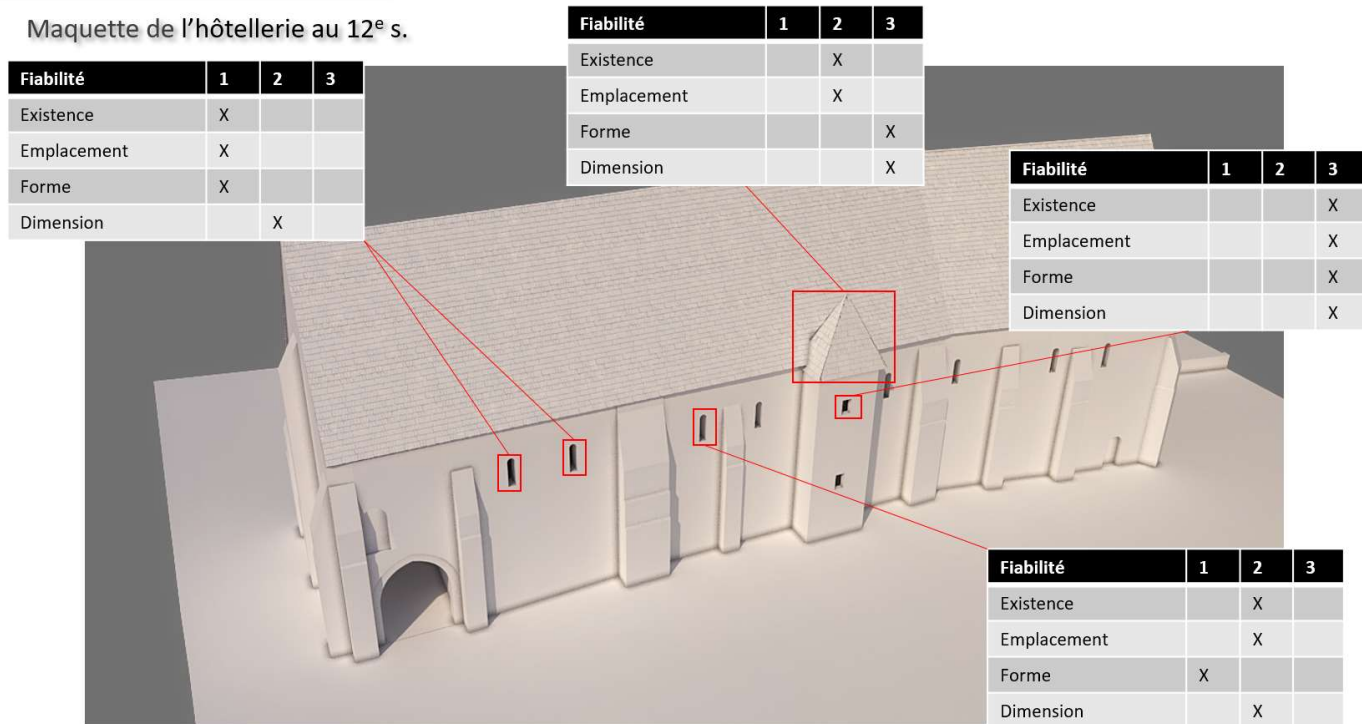 Maquette de l'hôtellerie au 12e s.
Fiabilité 1 2 3
Existence X
Emplacement X
Forme X
Dimension X
Fiabilité 1 2 3
Existence X
Emplacement X
Forme X
Dimension X
Fiabilité 1 2 3
Existence X
Emplacement X
Forme X
Dimension X
Fiabilité 1 2 3
Existence X
Emplacement X
Forme X
Dimension X